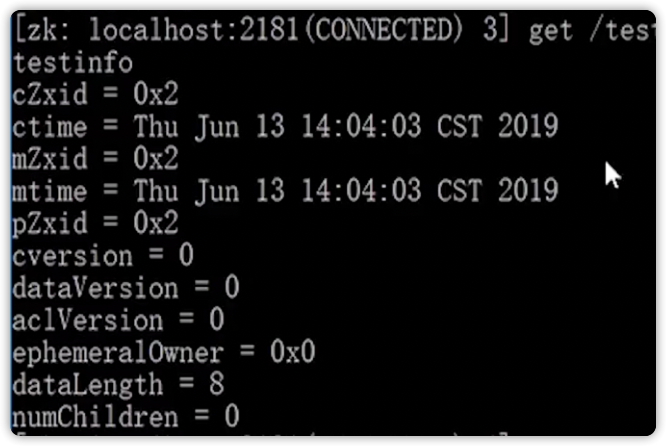 [zk: localhost:2181(CONNECTED) 3] get /tes
testinfo
cZxid = 0x2
ctime = Thu Jun 13 14:04:03 CST 2019
mZxid = 0x2
mtime = Thu Jun 13 14:04:03 CST 2019
pZxid = 0x2
cversion = 0
dataVersion = 0
aclVersion = 0
ephemeralOwner = 0x0
dataLength = 8
numChildren = 0